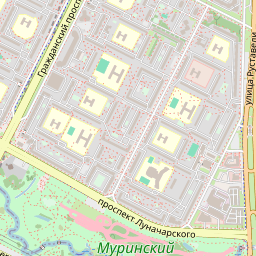 Гражданский просп
улица Руставели
проспект Луначарского
Муринский